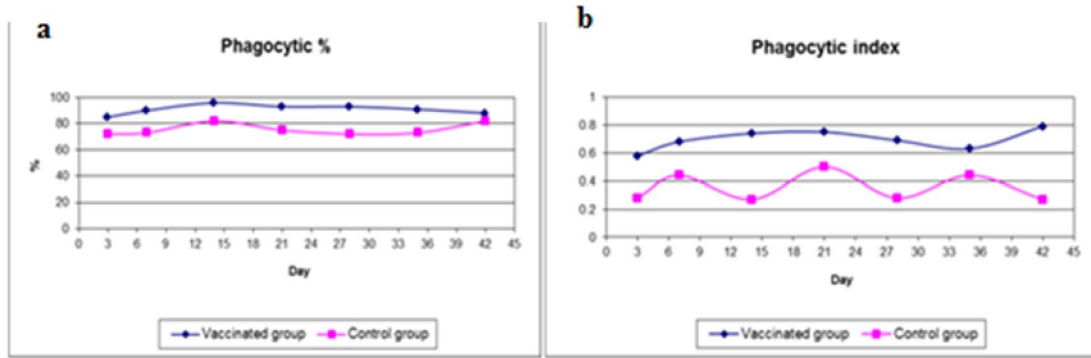 a
Phagocytic %
100
80
60
40
20
0
%
0 3 6 9 12 15 18 21 24 27 30 33 36 39 42 45
Day
Vaccinated group Control group
b
Phagocytic index
1
0.8
0.6
0.4
0.2
0
0 3 6 9 12 15 18 21 24 27 30 33 36 39 42 45
Day
Vaccinated group Control group